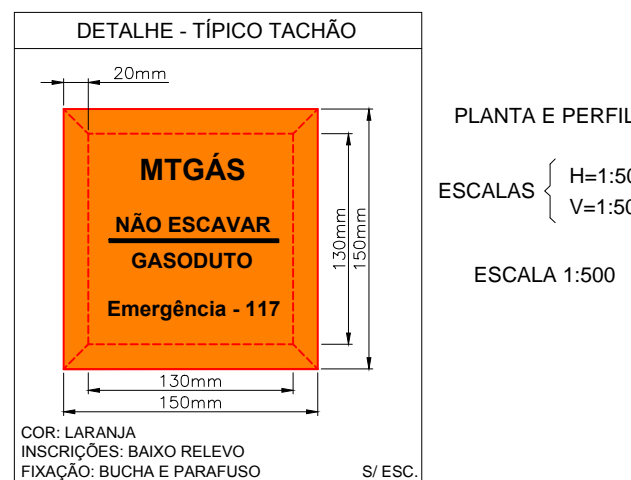 DETALHE - TÍPICO TACHÃO
20mm
MTGÁS
NÃO ESCAVAR
GASODUTO
Emergência - 117
130mm
150mm
130mm
150mm
COR: LARANJA
INSCRIÇÕES: BAIXO RELEVO
FIXAÇÃO: BUCHA E PARAFUSO S/ ESC.
PLANTA E PERFIL
ESCALAS
H=1:50
V=1:50
ESCALA 1:500